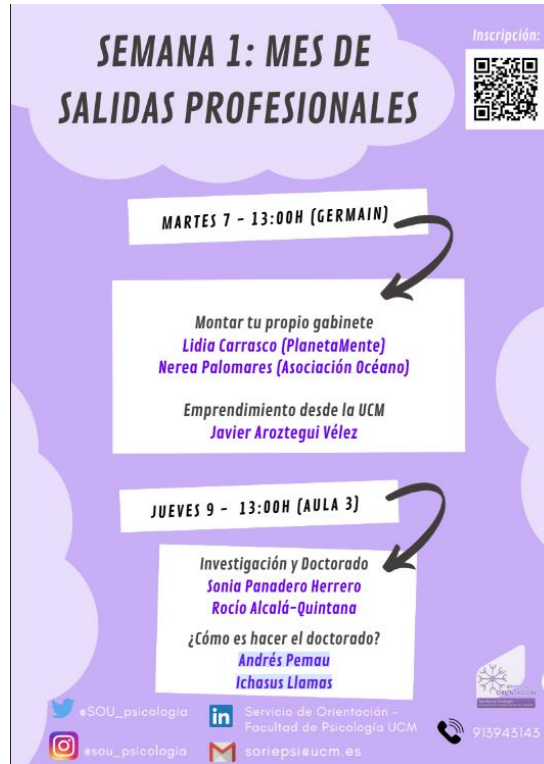 SEMANA 1: MES DE
SALIDAS PROFESIONALES
Inscripción:
MARTES 7 - 13:00H (GERMAIN)
Montar tu propio gabinete
Lidia Carrasco (PlanetaMente)
Nerea Palomares (Asociación Océano)
Emprendimiento desde la UCM
Javier Aroztegui Vélez
JUEVES 9 - 13:00H (AULA 3)
Investigación y Doctorado
Sonia Panadero Herrero
Rocío Alcalá-Quintana
¿Cómo es hacer el doctorado?
Andrés Pemau
Ichasus Llamas
@SOU_psicologia
Servicio de Orientación -
Facultad de Psicología UCM
@sou_psicologia
soriepsi@ucm.es
913943143
ORIENTACIÓN